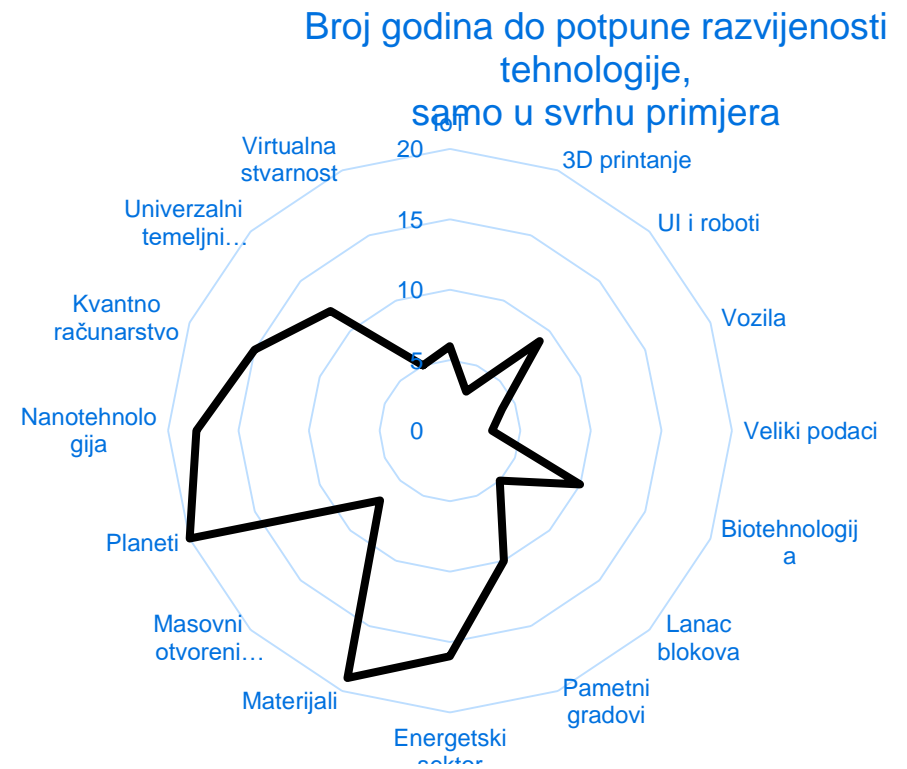 Broj godina do potpune razvijenosti
tehnologije,
samo u svrhu primjera
IoT
20
15
10
5
0
3D printanje
UI i roboti
Vozila
Veliki podaci
Biotehnologij
a
Lanac
blokova
Pametni
gradovi
Energetski
sektor
Materijali
Masovni
otvoreni…
Planeti
Nanotehnolo
gija
Kvantno
računarstvo
Univerzalni
temeljni…
Virtualna
stvarnost